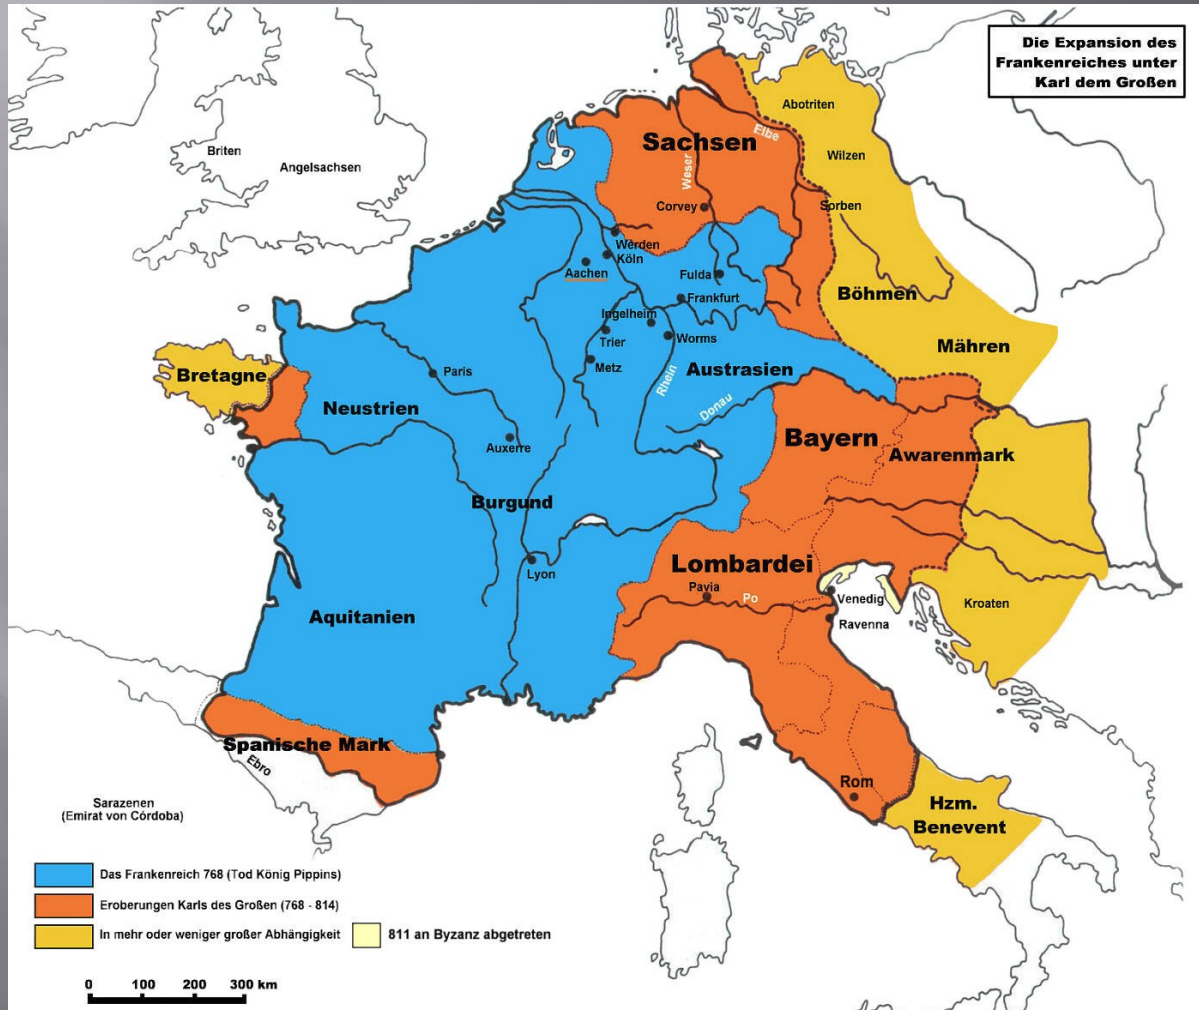 Die Expansion des
Frankenreiches unter
Karl dem Großen
Abotriten
Elbe
Sachsen
Briten
Wilzen
Angelsachsen
Weser
Corvey
Sorben
Werden
Köln
Aachen
Fulda
Böhmen
Frankfurt
Ingelheim
Trier
Worms
Mähren
Metz
Bretagne
Paris
Rhein
Austrasien
Neustrien
Donau
Auxerre
Bayern
Awarenmark
Burgund
Lyon
Lombardei
Pavia
Po
Venedig
Kroaten
Aquitanien
Ravenna
Spanische Mark
Ebro
Rom
Sarazenen
(Emirat von Córdoba)
Hzm.
Benevent
Das Frankenreich 768 (Tod König Pippins)
Eroberungen Karls des Großen (768 - 814)
In mehr oder weniger großer Abhängigkeit
811 an Byzanz abgetreten
0 100 200 300 km